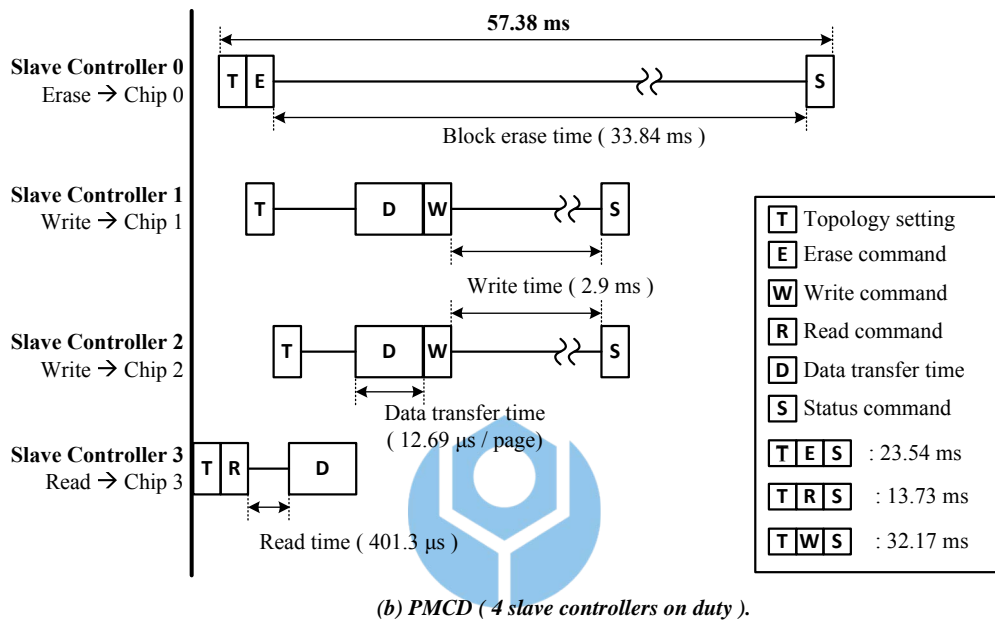 57.38 ms
Slave Controller 0
Erase → Chip 0
T E S
Block erase time ( 33.84 ms )
Slave Controller 1
Write → Chip 1
T D W S
Write time ( 2.9 ms )
Slave Controller 2
Write → Chip 2
T D W S
Data transfer time
( 12.69 μs / page)
Slave Controller 3
Read → Chip 3
T R D
Read time ( 401.3 μs )
T Topology setting
E Erase command
W Write command
R Read command
D Data transfer time
S Status command
T E S : 23.54 ms
T R S : 13.73 ms
T W S : 32.17 ms
(b) PMCD ( 4 slave controllers on duty ).